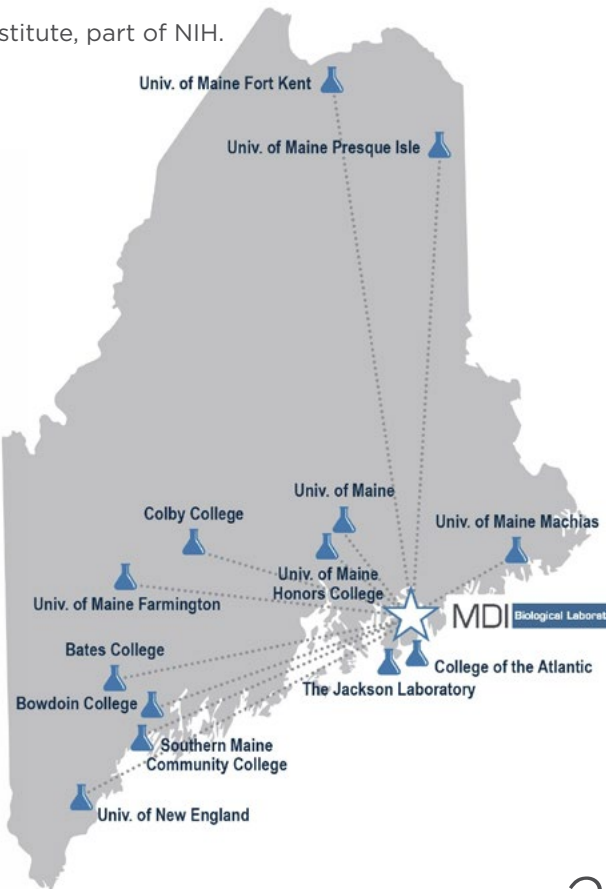 stitute, part of NIH.
Univ. of Maine Fort Kent
Univ. of Maine Presque Isle
Univ. of Maine
Colby College
Univ. of Maine Machias
Univ. of Maine
Honors College
Univ. of Maine Farmington
MDI Biological Laborat
Bates College
College of the Atlantic
The Jackson Laboratory
Bowdoin College
Southern Maine
Community College
Univ. of New England